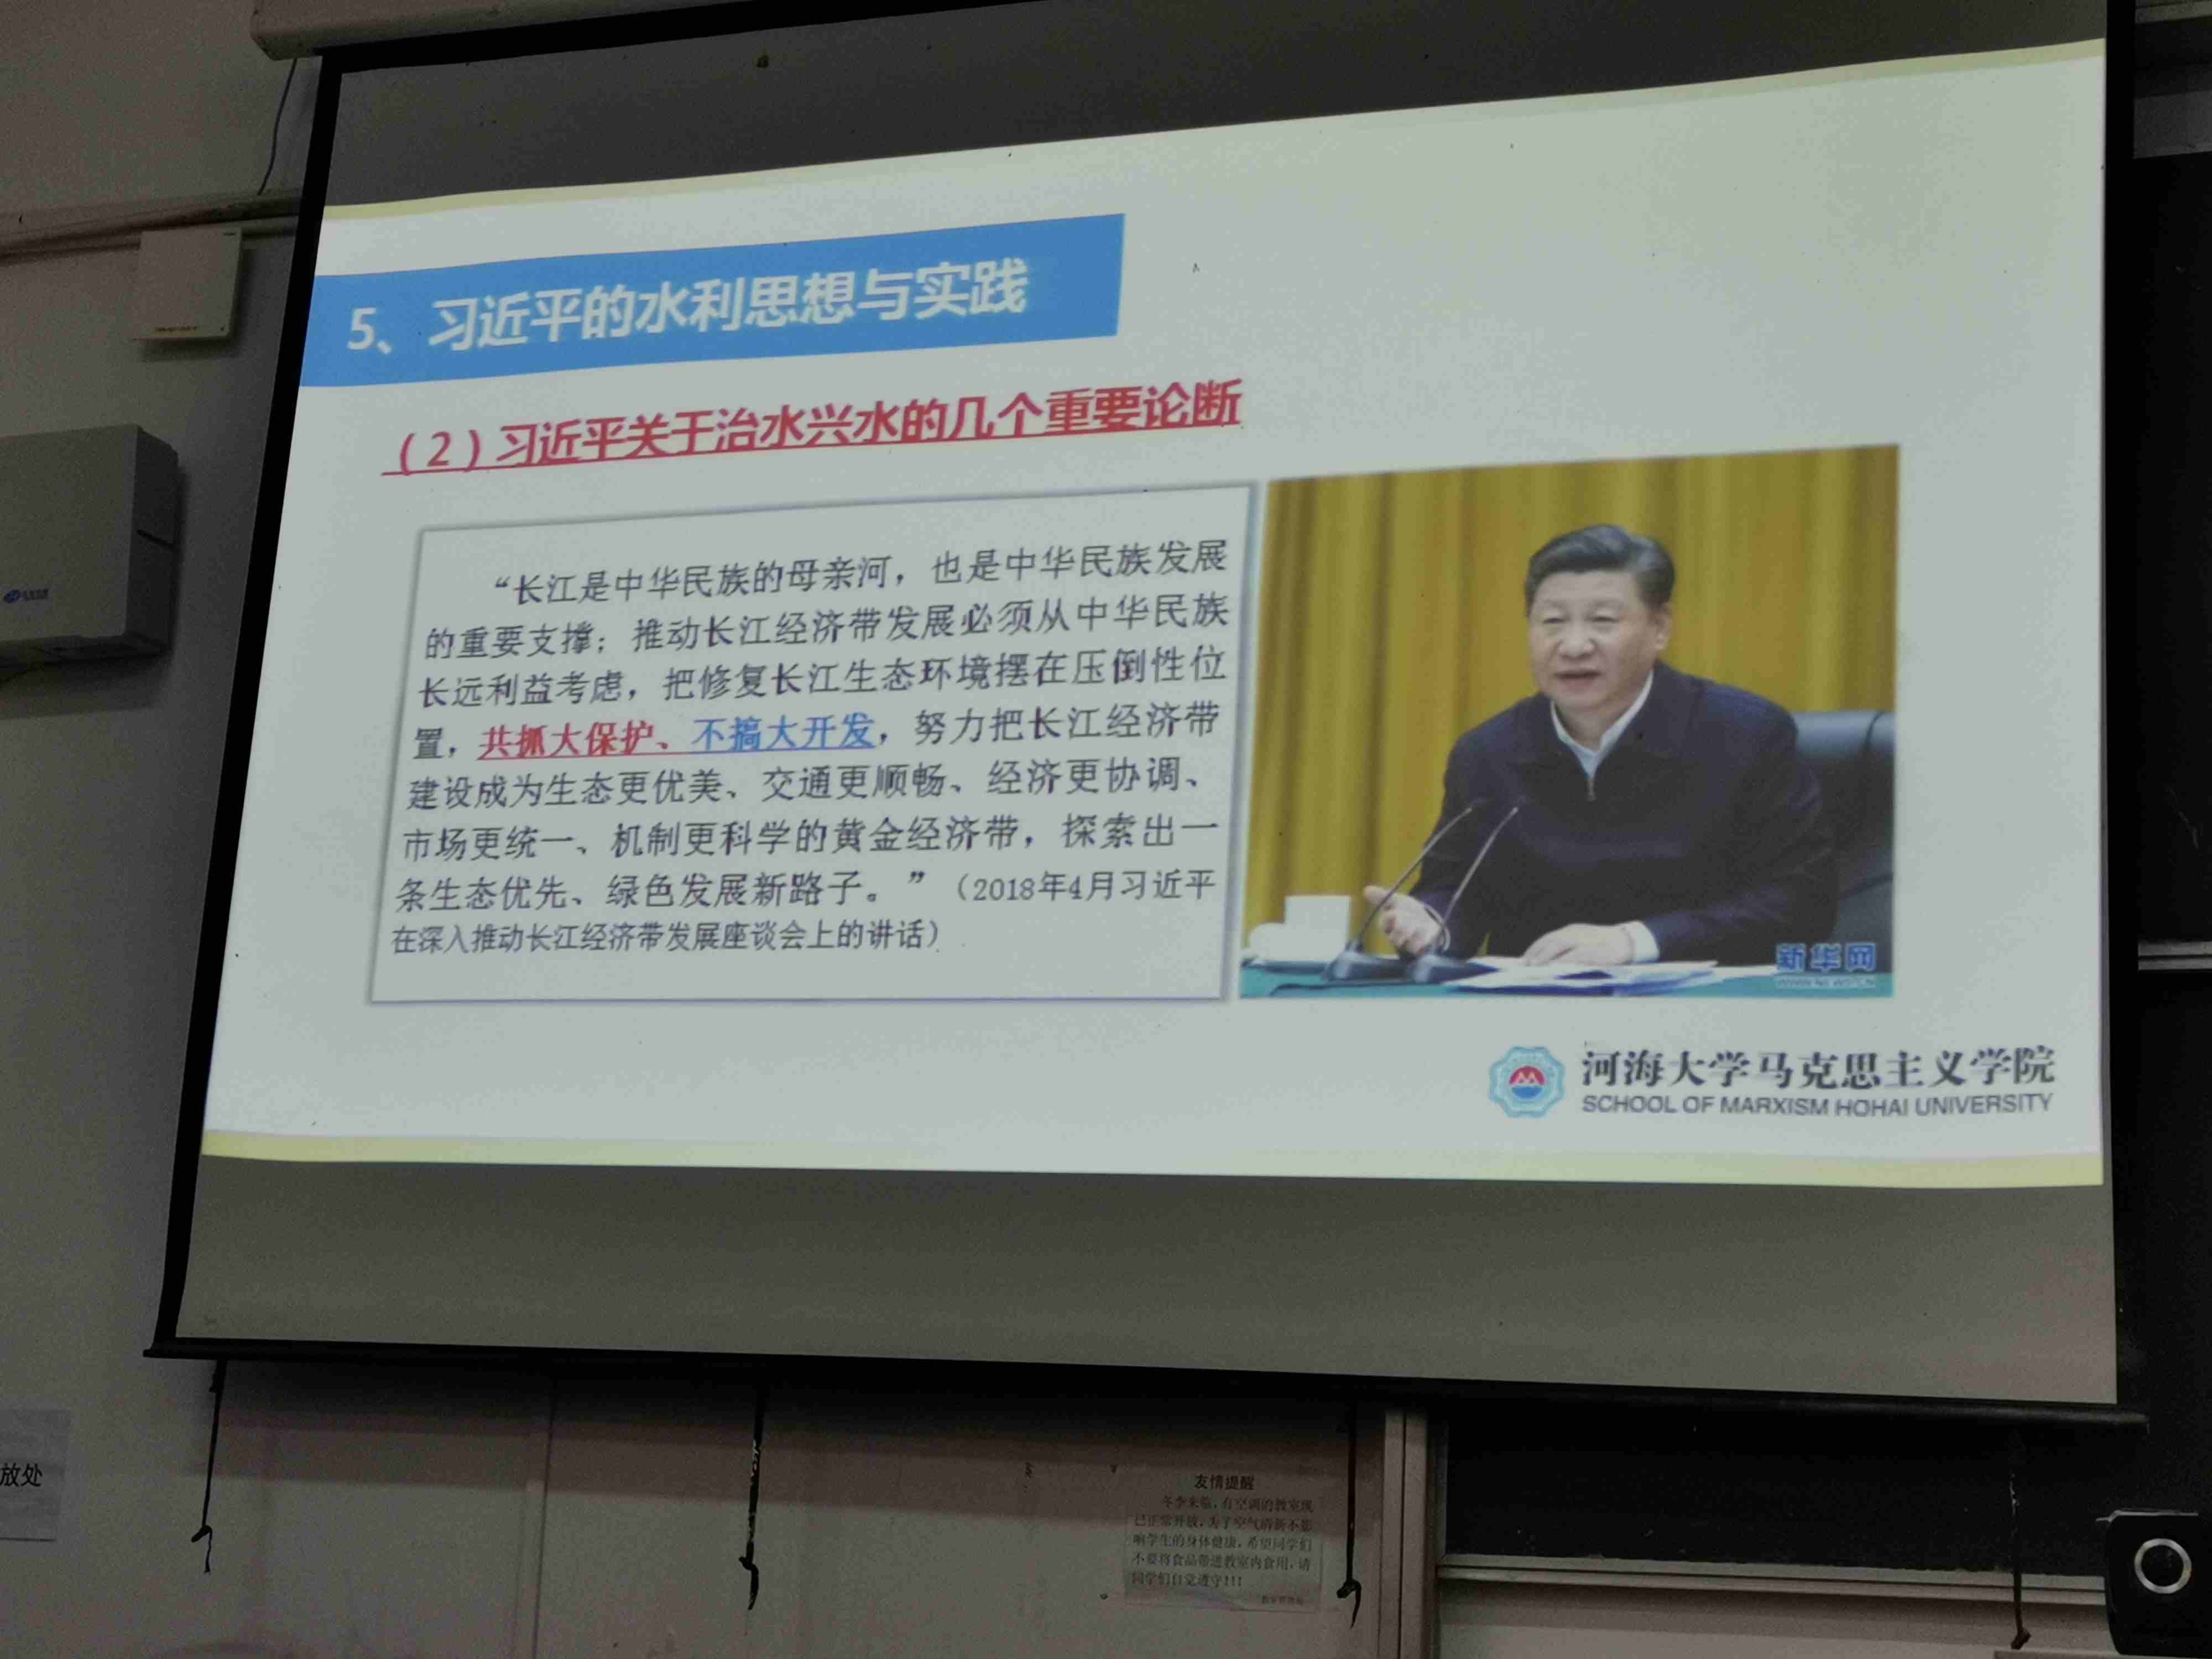 5、习近平的水利思想与实践
（2）习近平关于治水兴水的几个重要论断
“长江是中华民族的母亲河，也是中华民族发展
的重要支撑；推动长江经济带发展必须从中华民族
长远利益考虑，把修复长江生态环境摆在压倒性位
置，共抓大保护、不搞大开发，努力把长江经济带
建设成为生态更优美、交通更顺畅、经济更协调、
市场更统一、机制更科学的黄金经济带，探索出一
条生态优先、绿色发展新路子。”（2018年4月习近平
在深入推动长江经济带发展座谈会上的讲话）
新华网
河海大学马克思主义学院
SCHOOL OF MARXISM HOHAI UNIVERSITY
放处
友情提醒
冬季来临，有空调的教室现
已正常开放，为了空气清新不影
响学生的身体健康，希望同学们
不要将食品带进教室内食用，请
同学们自觉遵守!!!